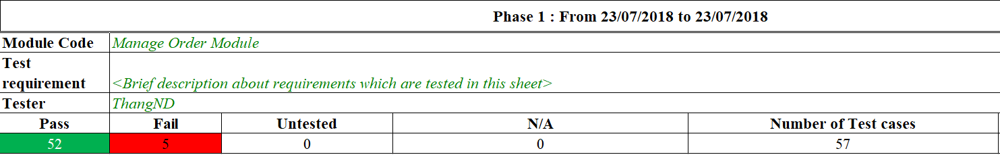 Phase 1 : From 23/07/2018 to 23/07/2018
Module Code Manage Order Module
Test
requirement <Brief description about requirements which are tested in this sheet>
Tester ThangND
Pass Fail Untested N/A Number of Test cases
52 5 0 0 57